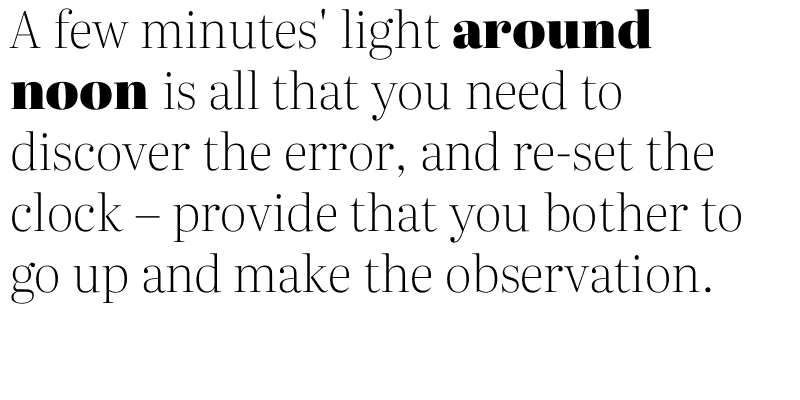 A few minutes' light around
noon is all that you need to
discover the error, and re-set the
clock – provide that you bother to
go up and make the observation.